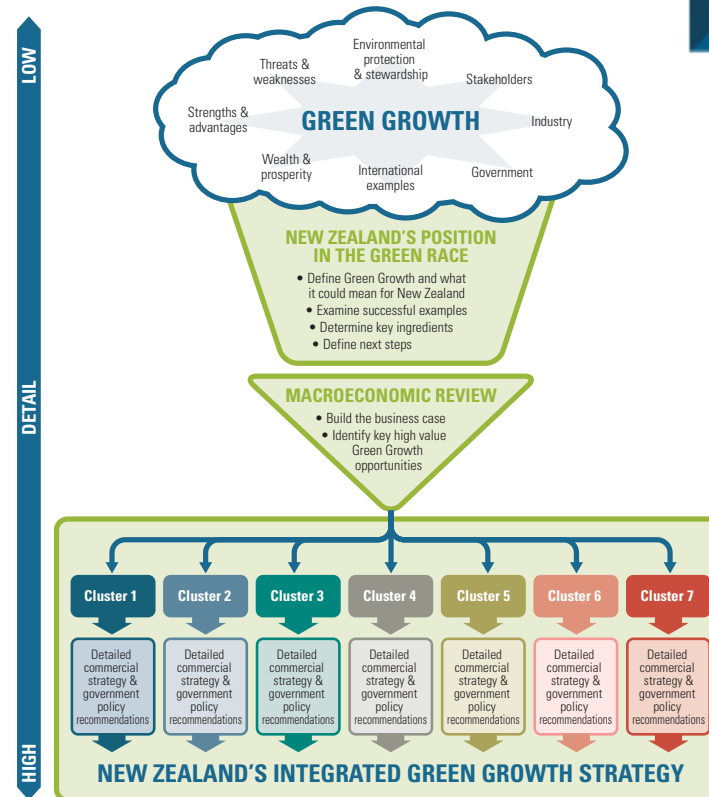 LOW
DETAIL
HIGH
Environmental
protection
& stewardship
Threats &
weaknesses
Stakeholders
Strengths &
advantages
GREEN GROWTH
Industry
Wealth &
prosperity
International
examples
Government
NEW ZEALAND'S POSITION
IN THE GREEN RACE
• Define Green Growth and what
it could mean for New Zealand
• Examine successful examples
• Determine key ingredients
• Define next steps
MACROECONOMIC REVIEW
• Build the business case
• Identify key high value
Green Growth
opportunities
Cluster 1
Cluster 2
Cluster 3
Cluster 4
Cluster 5
Cluster 6
Cluster 7
Detailed
commercial
strategy &
government
policy
recommendations
Detailed
commercial
strategy &
government
policy
recommendations
Detailed
commercial
strategy &
government
policy
recommendations
Detailed
commercial
strategy &
government
policy
recommendations
Detailed
commercial
strategy &
government
policy
recommendations
Detailed
commercial
strategy &
government
policy
recommendations
Detailed
commercial
strategy &
government
policy
recommendations
NEW ZEALAND'S INTEGRATED GREEN GROWTH STRATEGY